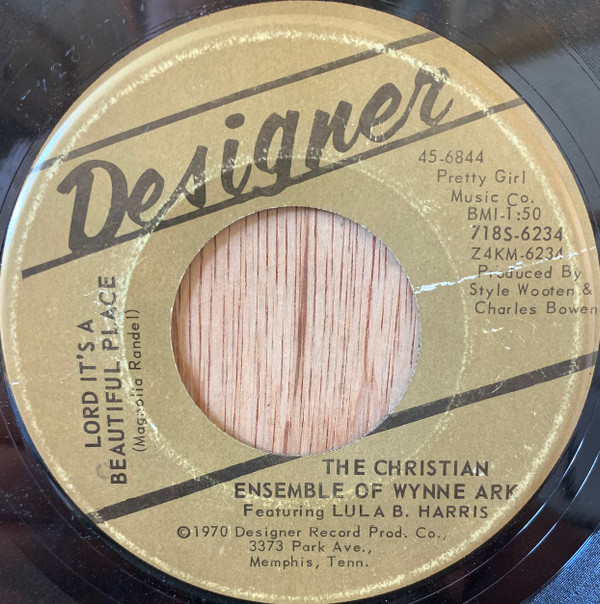 Designer
45-6844
Pretty Girl
Music Co.
BMI-1:50
718S-6234
Z4KM-6234
Produced By
Style Wooten &
Charles Bowen
LORD IT'S A
BEAUTIFUL PLACE
(Magnolia Randel)
THE CHRISTIAN
ENSEMBLE OF WYNNE ARK
Featuring LULA B. HARRIS
©1970 Designer Record Prod. Co.,
3373 Park Ave.,
Memphis, Tenn.